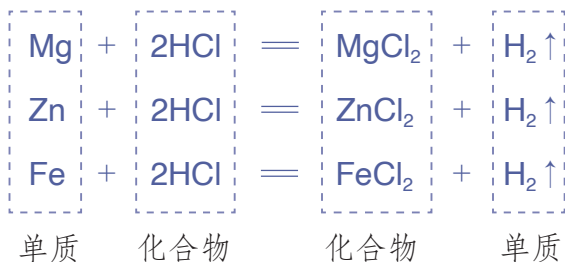 Mg + 2HCl == MgCl₂ + H₂↑
Zn + 2HCl == ZnCl₂ + H₂↑
Fe + 2HCl == FeCl₂ + H₂↑
单质 化合物 化合物 单质